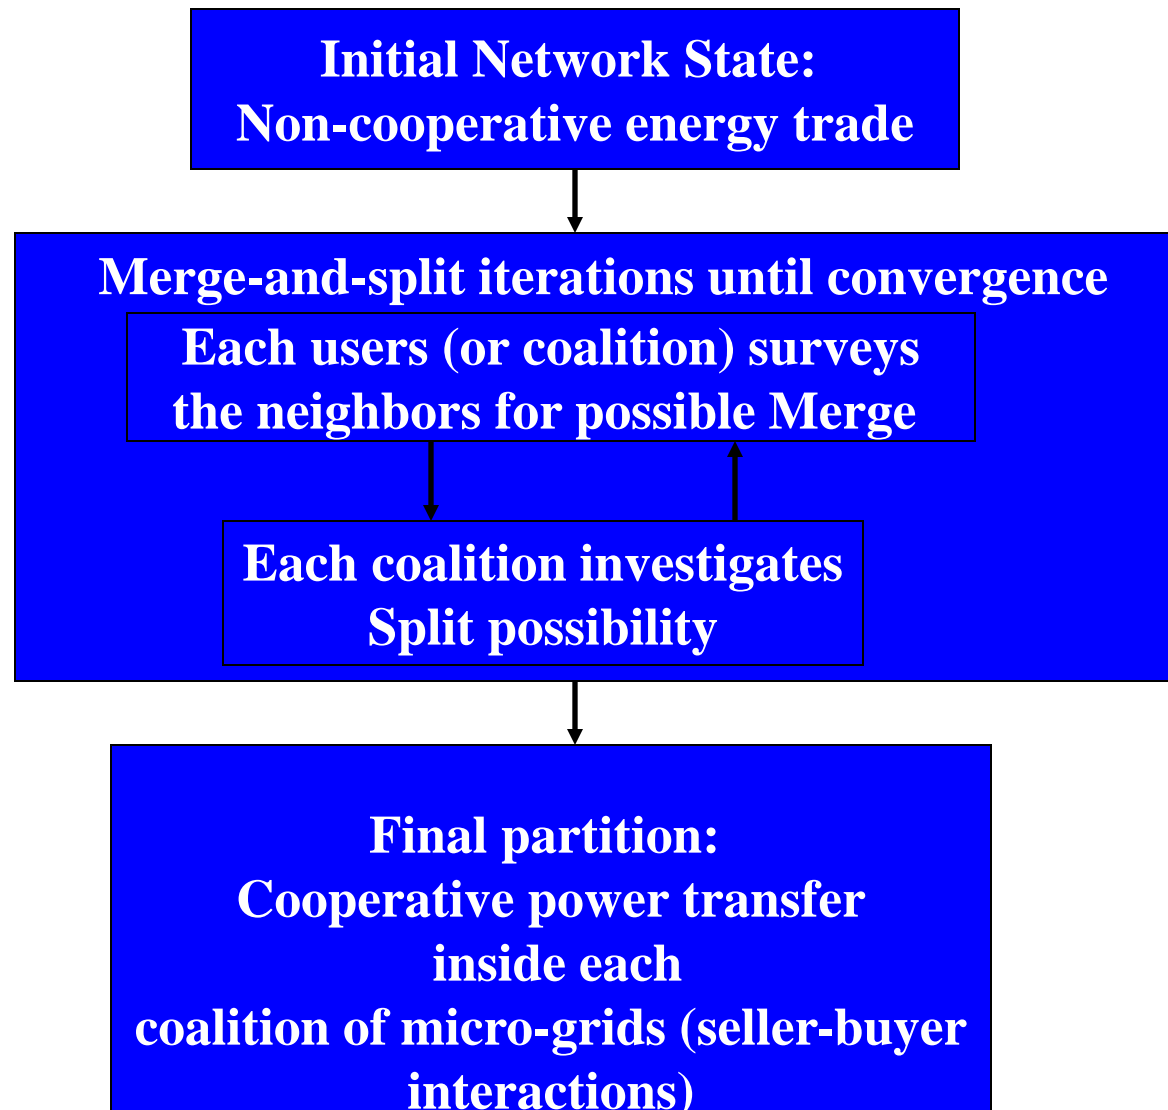 Initial Network State:
Non-cooperative energy trade
Merge-and-split iterations until convergence
Each users (or coalition) surveys
the neighbors for possible Merge
Each coalition investigates
Split possibility
Final partition:
Cooperative power transfer
inside each
coalition of micro-grids (seller-buyer
interactions)